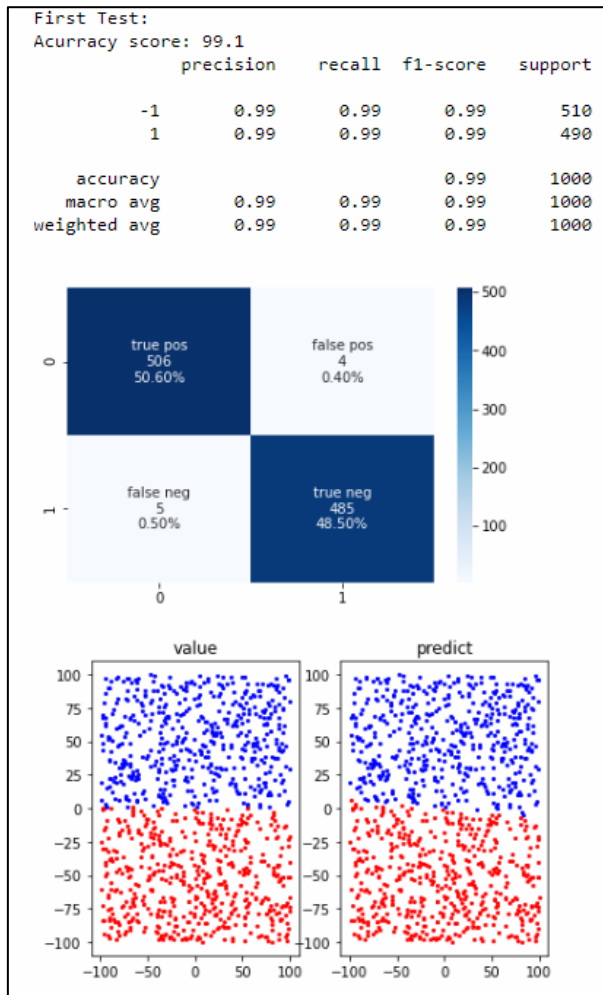 First Test:
Acurracy score: 99.1
precision recall f1-score support
-1 0.99 0.99 0.99 510
1 0.99 0.99 0.99 490
accuracy 0.99 1000
macro avg 0.99 0.99 0.99 1000
weighted avg 0.99 0.99 0.99 1000
true pos
506
50.60%
false pos
4
0.40%
false neg
5
0.50%
true neg
485
48.50%
0
1
0 1
500
400
300
200
100
value
100
75
50
25
0
−25
−50
−75
−100
−100 −50 0 50 100
predict
100
75
50
25
0
−25
−50
−75
−100
−100 −50 0 50 100